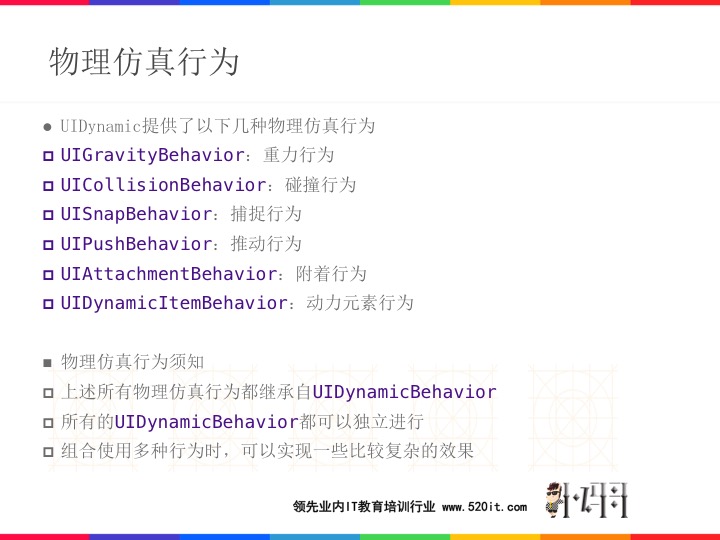 物理仿真行为
UIDynamic提供了以下几种物理仿真行为
UIGravityBehavior：重力行为
UICollisionBehavior：碰撞行为
UISnapBehavior：捕捉行为
UIPushBehavior：推动行为
UIAttachmentBehavior：附着行为
UIDynamicItemBehavior：动力元素行为
物理仿真行为须知
上述所有物理仿真行为都继承自UIDynamicBehavior
所有的UIDynamicBehavior都可以独立进行
组合使用多种行为时，可以实现一些比较复杂的效果
领先业内IT教育培训行业 www.520it.com
小码哥